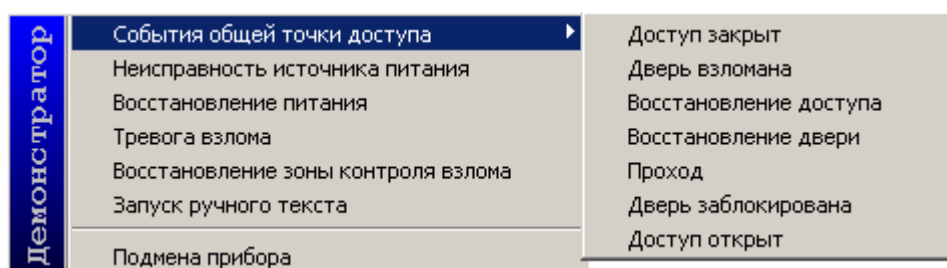 Демонстратор
События общей точки доступа
Неисправность источника питания
Восстановление питания
Тревога взлома
Восстановление зоны контроля взлома
Запуск ручного текста
Подмена прибора
Доступ закрыт
Дверь взломана
Восстановление доступа
Восстановление двери
Проход
Дверь заблокирована
Доступ открыт